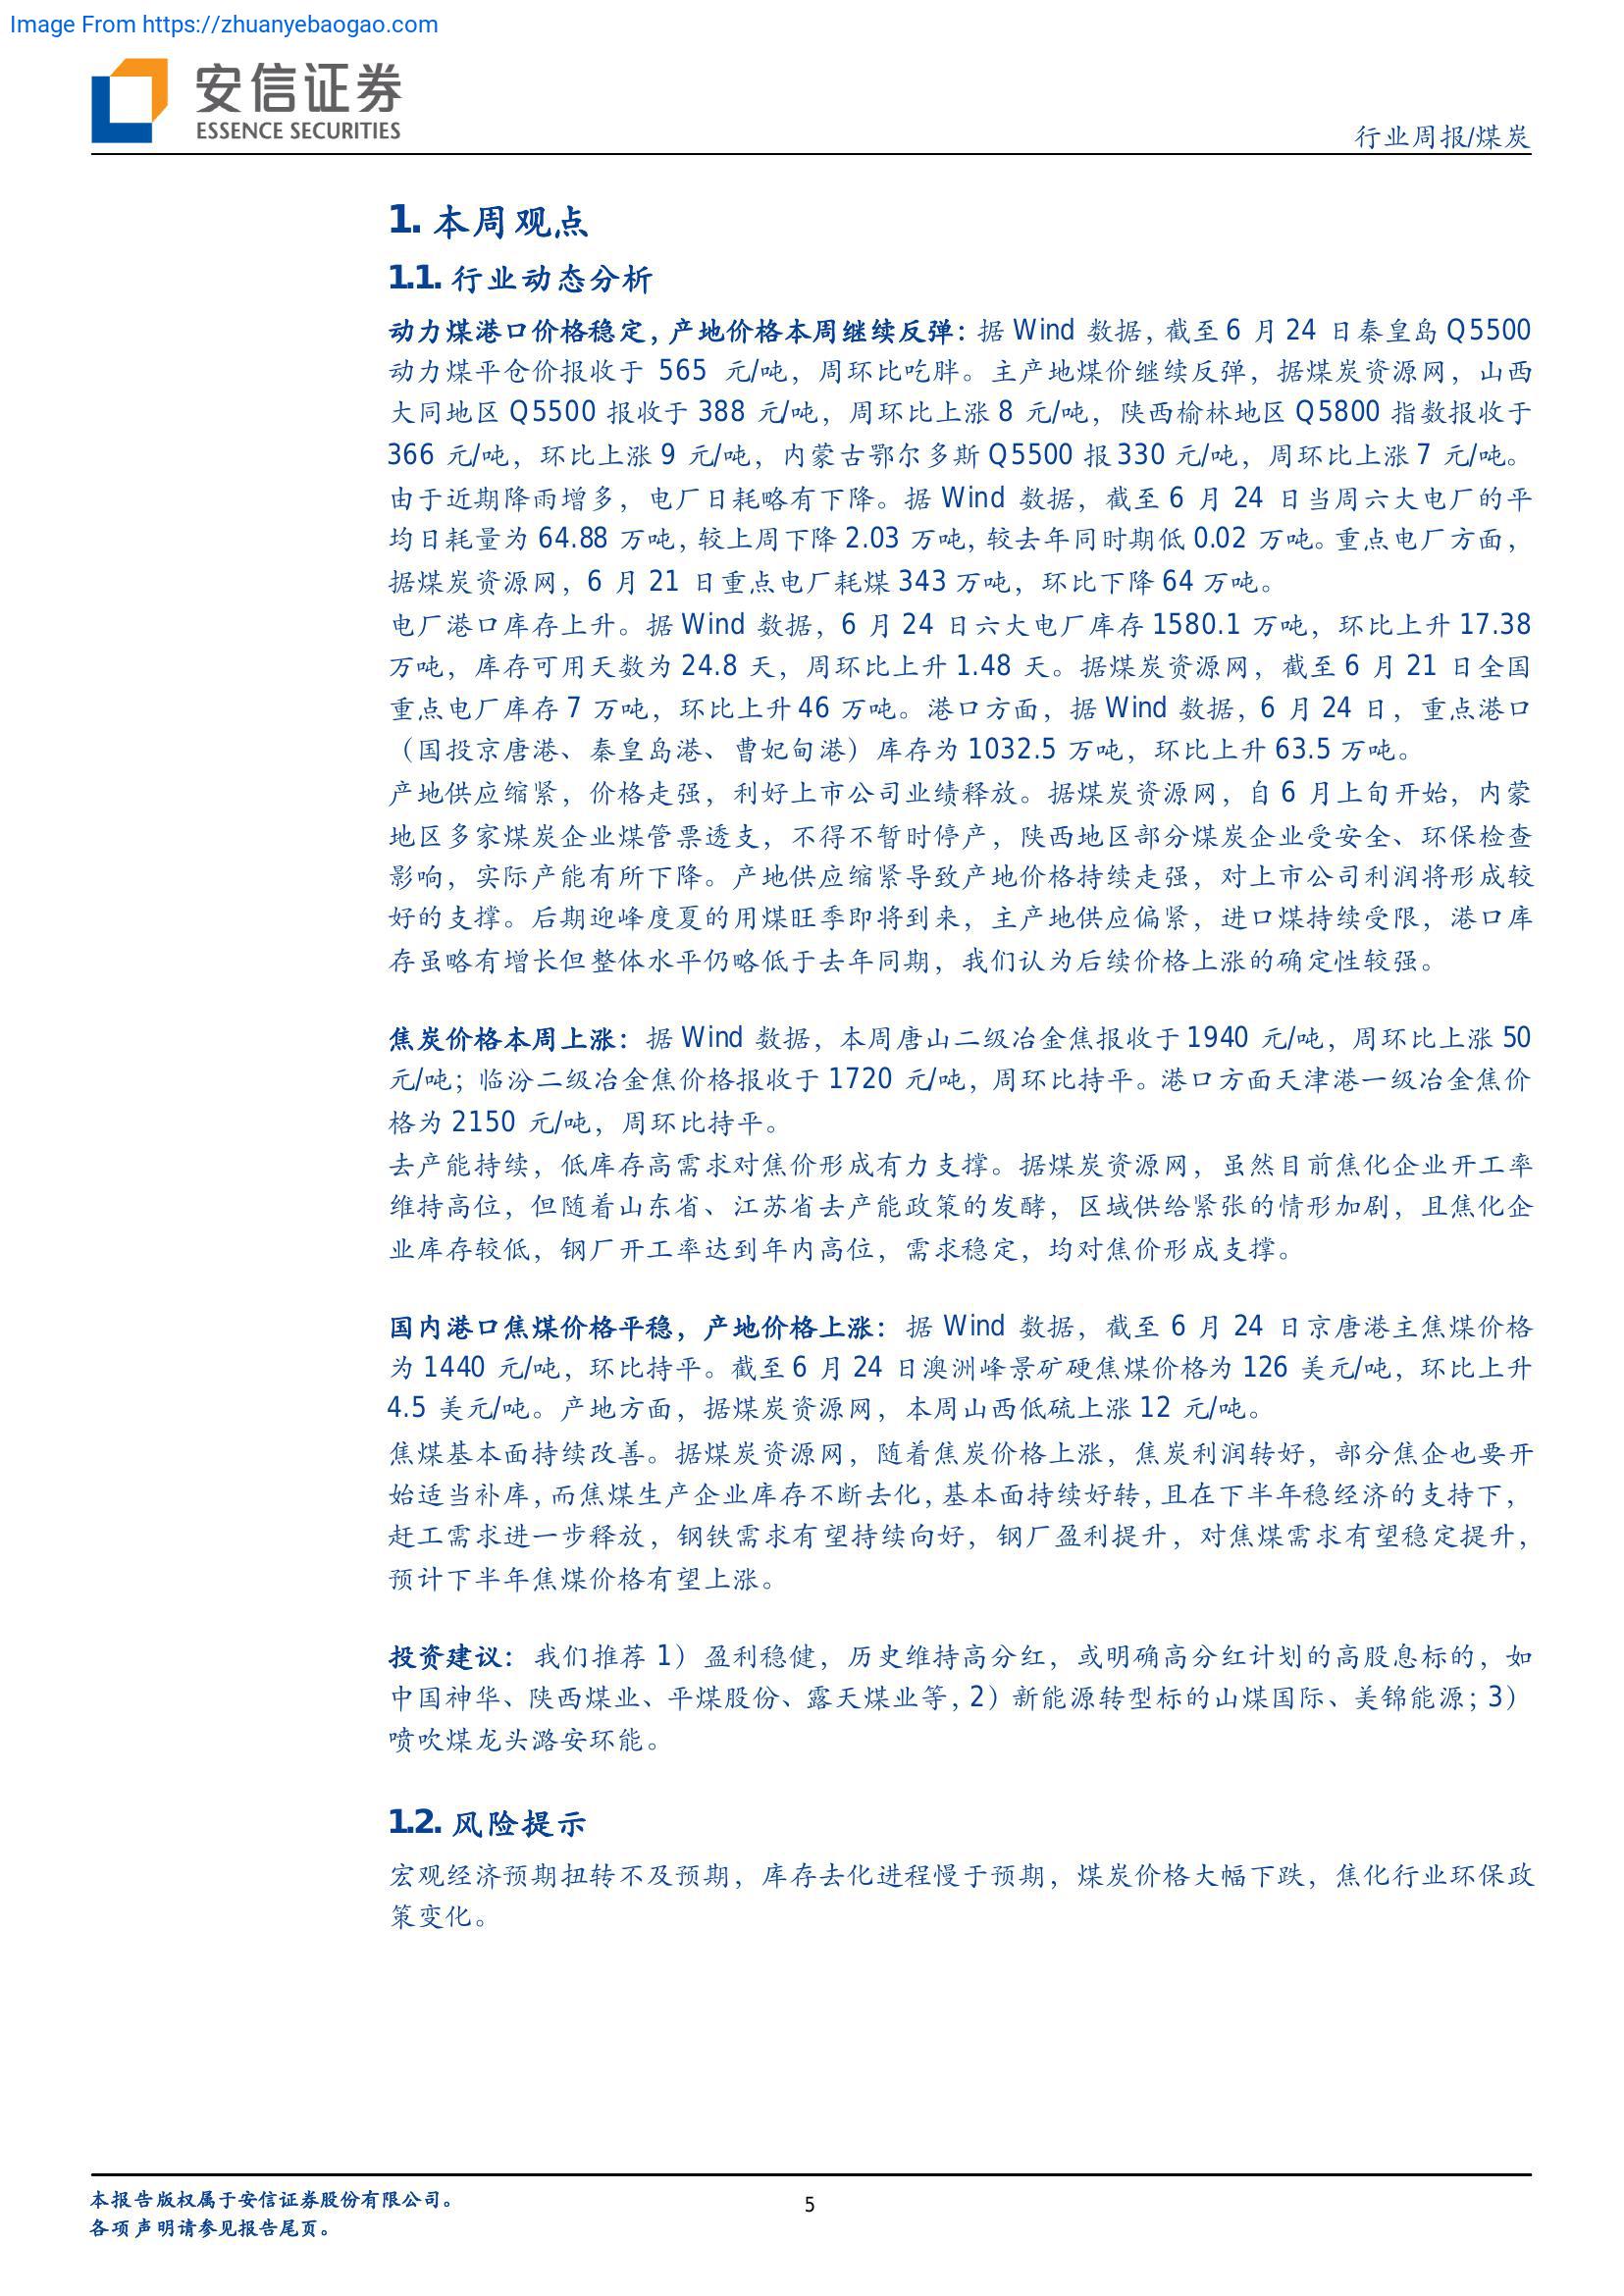 Image From https://zhuanyebaogao.com
安信证券
ESSENCE SECURITIES
行业周报/煤炭
1. 本周观点
1.1. 行业动态分析
动力煤港口价格稳定，产地价格本周继续反弹：据 Wind 数据，截至 6 月 24 日秦皇岛 Q5500
动力煤平仓价报收于 565 元/吨，周环比吃胖。主产地煤价继续反弹，据煤炭资源网，山西
大同地区 Q5500 报收于 388 元/吨，周环比上涨 8 元/吨，陕西榆林地区 Q5800 指数报收于
366 元/吨，环比上涨 9 元/吨，内蒙古鄂尔多斯 Q5500 报 330 元/吨，周环比上涨 7 元/吨。
由于近期降雨增多，电厂日耗略有下降。据 Wind 数据，截至 6 月 24 日当周六大电厂的平
均日耗量为 64.88 万吨，较上周下降 2.03 万吨，较去年同时期低 0.02 万吨。重点电厂方面，
据煤炭资源网，6 月 21 日重点电厂耗煤 343 万吨，环比下降 64 万吨。
电厂港口库存上升。据 Wind 数据，6 月 24 日六大电厂库存 1580.1 万吨，环比上升 17.38
万吨，库存可用天数为 24.8 天，周环比上升 1.48 天。据煤炭资源网，截至 6 月 21 日全国
重点电厂库存 7 万吨，环比上升 46 万吨。港口方面，据 Wind 数据，6 月 24 日，重点港口
（国投京唐港、秦皇岛港、曹妃甸港）库存为 1032.5 万吨，环比上升 63.5 万吨。
产地供应缩紧，价格走强，利好上市公司业绩释放。据煤炭资源网，自 6 月上旬开始，内蒙
地区多家煤炭企业煤管票透支，不得不暂时停产，陕西地区部分煤炭企业受安全、环保检查
影响，实际产能有所下降。产地供应缩紧导致产地价格持续走强，对上市公司利润将形成较
好的支撑。后期迎峰度夏的用煤旺季即将到来，主产地供应偏紧，进口煤持续受限，港口库
存虽略有增长但整体水平仍略低于去年同期，我们认为后续价格上涨的确定性较强。
焦炭价格本周上涨：据 Wind 数据，本周唐山二级冶金焦报收于 1940 元/吨，周环比上涨 50
元/吨；临汾二级冶金焦价格报收于 1720 元/吨，周环比持平。港口方面天津港一级冶金焦价
格为 2150 元/吨，周环比持平。
去产能持续，低库存高需求对焦价形成有力支撑。据煤炭资源网，虽然目前焦化企业开工率
维持高位，但随着山东省、江苏省去产能政策的发酵，区域供给紧张的情形加剧，且焦化企
业库存较低，钢厂开工率达到年内高位，需求稳定，均对焦价形成支撑。
国内港口焦煤价格平稳，产地价格上涨：据 Wind 数据，截至 6 月 24 日京唐港主焦煤价格
为 1440 元/吨，环比持平。截至 6 月 24 日澳洲峰景矿硬焦煤价格为 126 美元/吨，环比上升
4.5 美元/吨。产地方面，据煤炭资源网，本周山西低硫上涨 12 元/吨。
焦煤基本面持续改善。据煤炭资源网，随着焦炭价格上涨，焦炭利润转好，部分焦企也要开
始适当补库，而焦煤生产企业库存不断去化，基本面持续好转，且在下半年稳经济的支持下，
赶工需求进一步释放，钢铁需求有望持续向好，钢厂盈利提升，对焦煤需求有望稳定提升，
预计下半年焦煤价格有望上涨。
投资建议：我们推荐 1）盈利稳健，历史维持高分红，或明确高分红计划的高股息标的，如
中国神华、陕西煤业、平煤股份、露天煤业等，2）新能源转型标的山煤国际、美锦能源；3）
喷吹煤龙头潞安环能。
1.2. 风险提示
宏观经济预期扭转不及预期，库存去化进程慢于预期，煤炭价格大幅下跌，焦化行业环保政
策变化。
本报告版权属于安信证券股份有限公司。
各项声明请参见报告尾页。
5